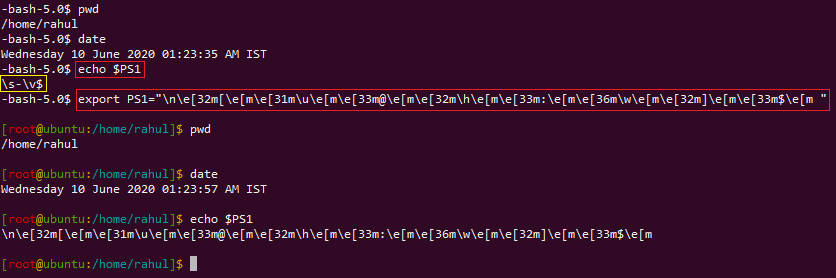 -bash-5.0$ pwd
/home/rahul
-bash-5.0$ date
Wednesday 10 June 2020 01:23:35 AM IST
-bash-5.0$ echo $PS1
\s-\v$
-bash-5.0$ export PS1="\n\e[32m[\e[m\e[31m\u\e[m\e[33m@\e[m\e[32m\h\e[m\e[33m:\e[m\e[36m\w\e[m\e[32m]\e[m\e[33m$\e[m "
[root@ubuntu:/home/rahul]$ pwd
/home/rahul
[root@ubuntu:/home/rahul]$ date
Wednesday 10 June 2020 01:23:57 AM IST
[root@ubuntu:/home/rahul]$ echo $PS1
\n\e[32m[\e[m\e[31m\u\e[m\e[33m@\e[m\e[32m\h\e[m\e[33m:\e[m\e[36m\w\e[m\e[32m]\e[m\e[33m$\e[m
[root@ubuntu:/home/rahul]$